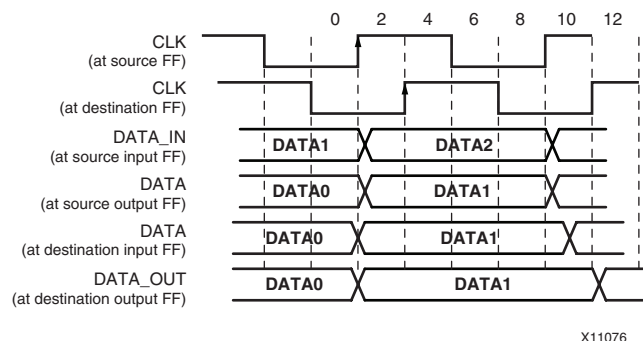 0 2 4 6 8 10 12
CLK
(at source FF)
CLK
(at destination FF)
DATA_IN
(at source input FF)
DATA1 DATA2
DATA
(at source output FF)
DATA0 DATA1
DATA
(at destination input FF)
DATA0 DATA1
DATA_OUT
(at destination output FF)
DATA0 DATA1
X11076